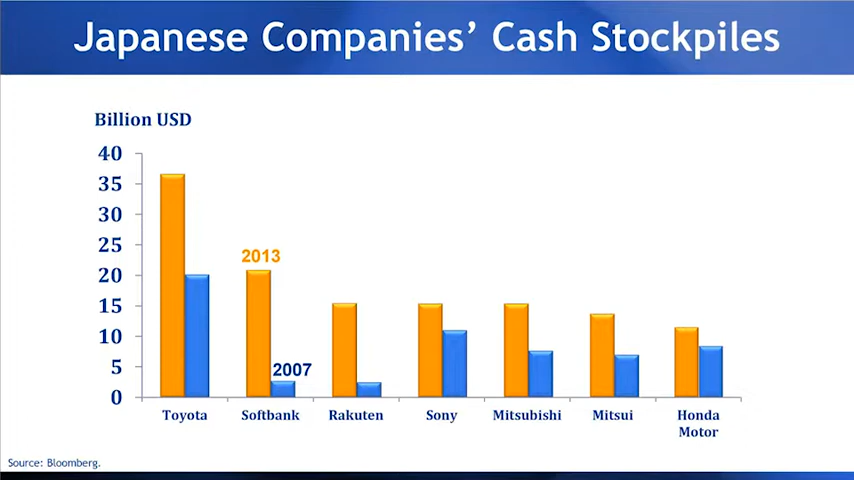 Japanese Companies' Cash Stockpiles
Billion USD
40
35
30
25
20
15
10
5
0
2013
2007
Toyota
Softbank
Rakuten
Sony
Mitsubishi
Mitsui
Honda
Motor
Source: Bloomberg.